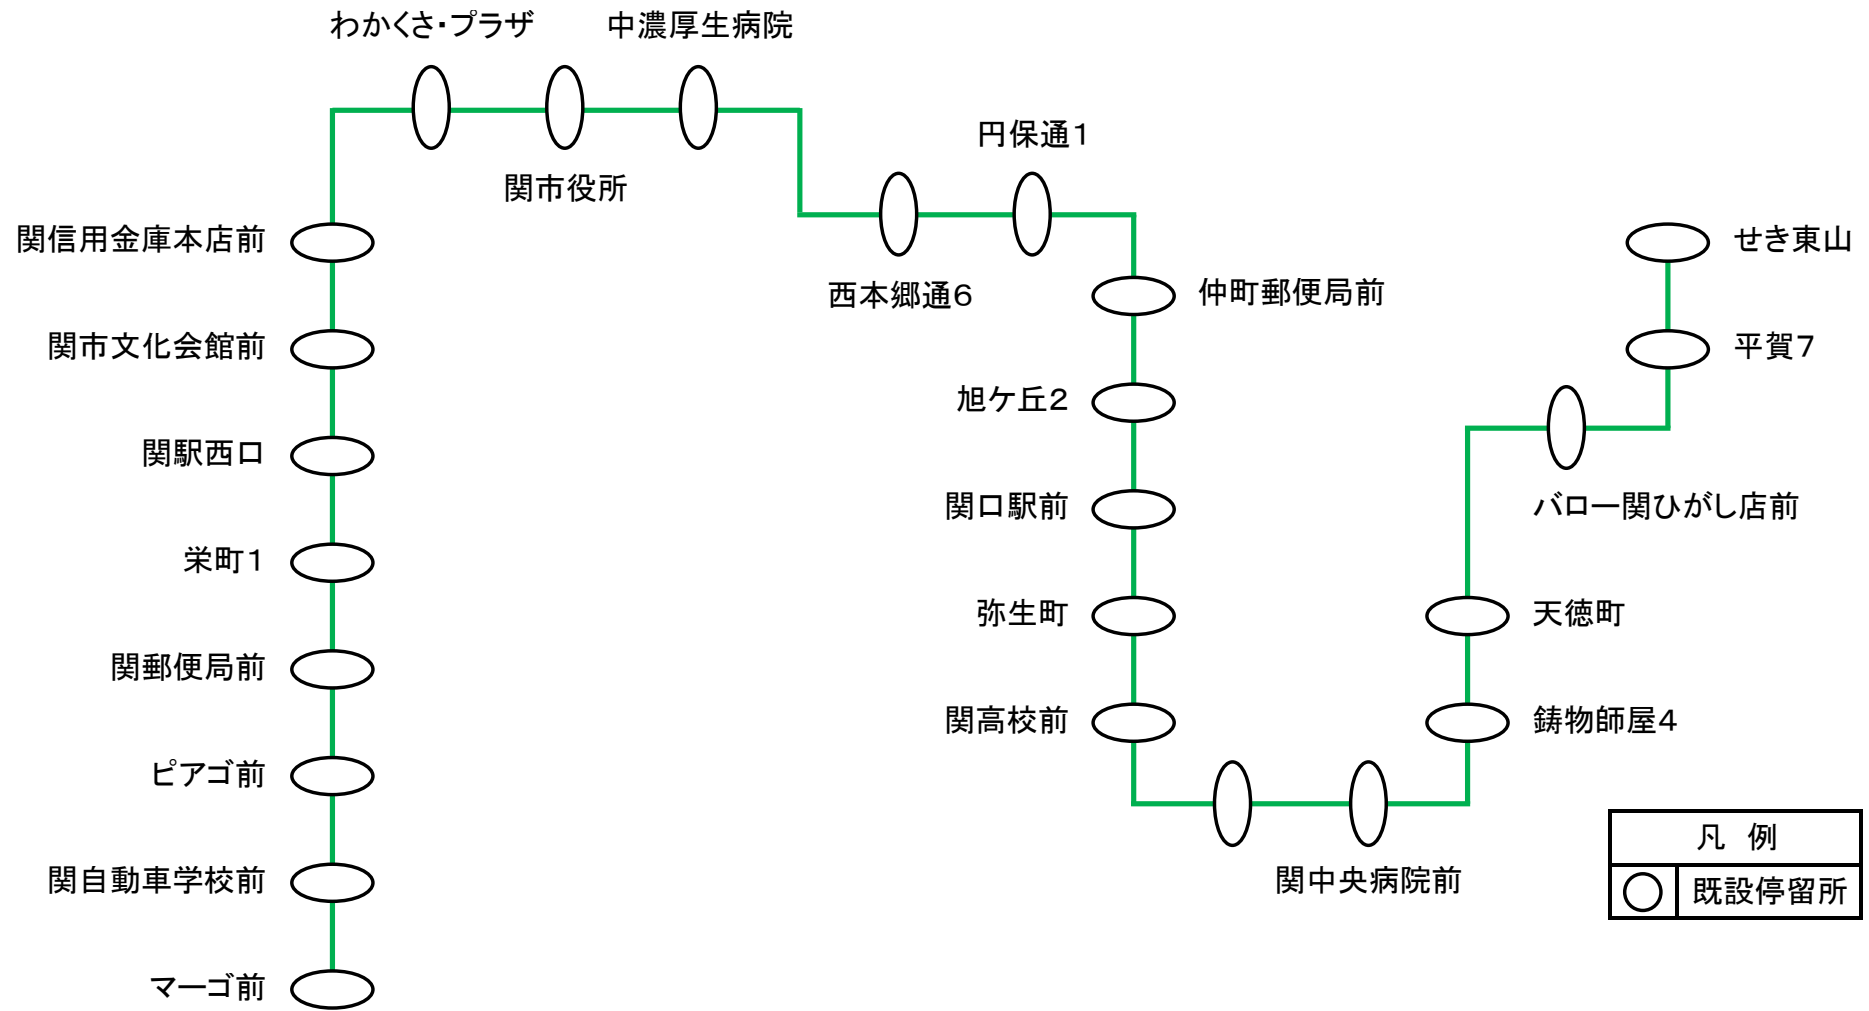 わかくさ・プラザ
中濃厚生病院
円保通1
関市役所
関信用金庫本店前
せき東山
西本郷通6
仲町郵便局前
関市文化会館前
平賀7
旭ケ丘2
関駅西口
関口駅前
バロー関ひがし店前
栄町1
弥生町
天徳町
関郵便局前
関高校前
鋳物師屋4
ピアゴ前
凡 例
関自動車学校前
関中央病院前
既設停留所
マーゴ前